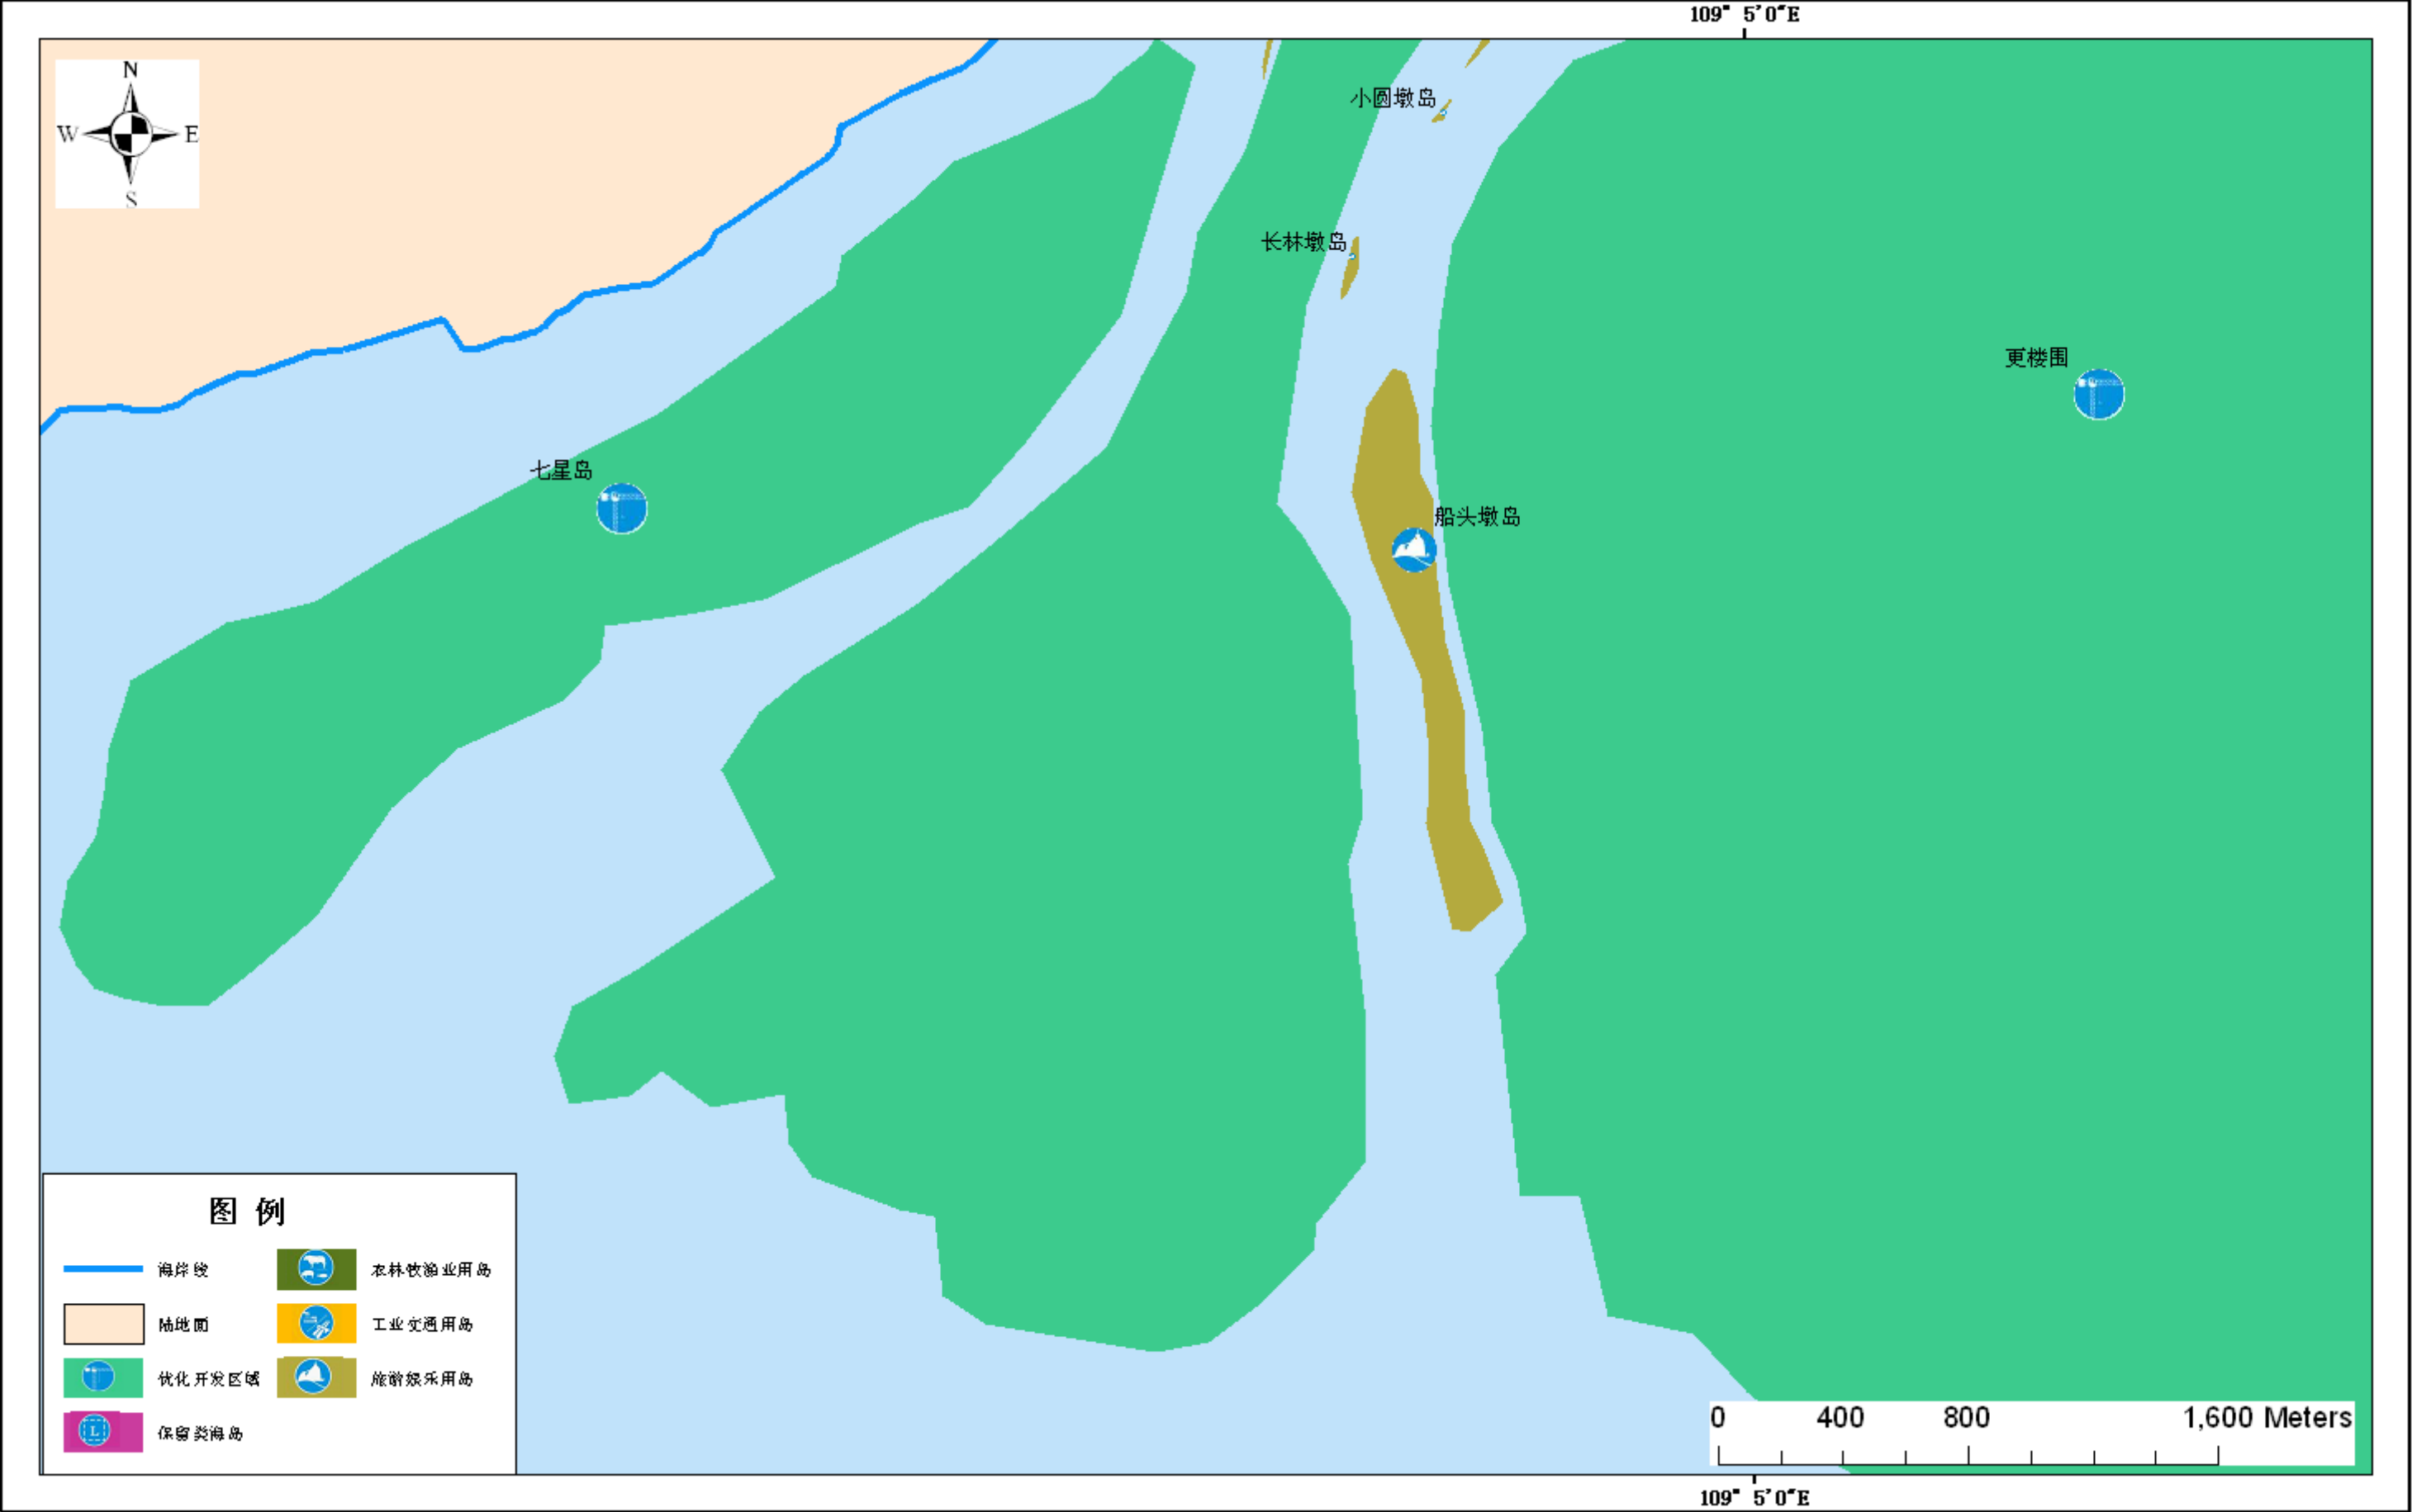 109° 5'0"E
N
W E
S
小圆墩岛
长林墩岛
更楼围
七星岛
船头墩岛
图 例
海岸线
农林牧渔业用岛
陆地面
工业交通用岛
优化开发区域
旅游娱乐用岛
L
保留类海岛
0 400 800 1,600 Meters
109° 5'0"E